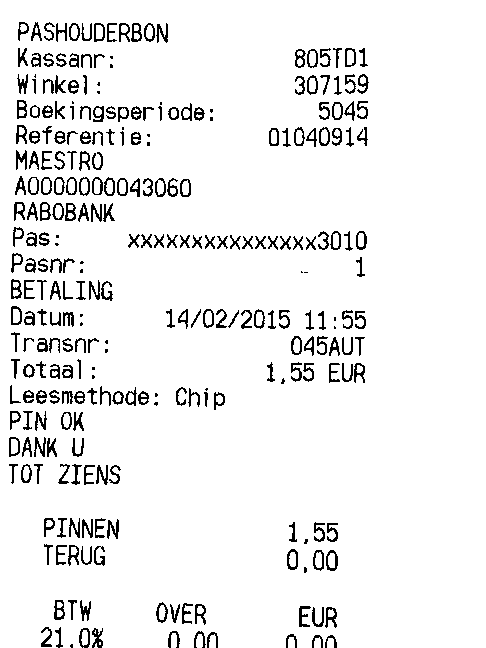 PASHOUDERBON
Kassanr: 805TD1
Winkel: 307159
Boekingsperiode: 5045
Referentie: 01040914
MAESTRO
A0000000043060
RABOBANK
Pas: xxxxxxxxxxxxxxx3010
Pasnr: 1
BETALING
Datum: 14/02/2015 11:55
Transnr: 045AUT
Totaal: 1,55 EUR
Leesmethode: Chip
PIN OK
DANK U
TOT ZIENS
PINNEN 1,55
TERUG 0,00
BTW OVER EUR
21.0% 0,00 0,00